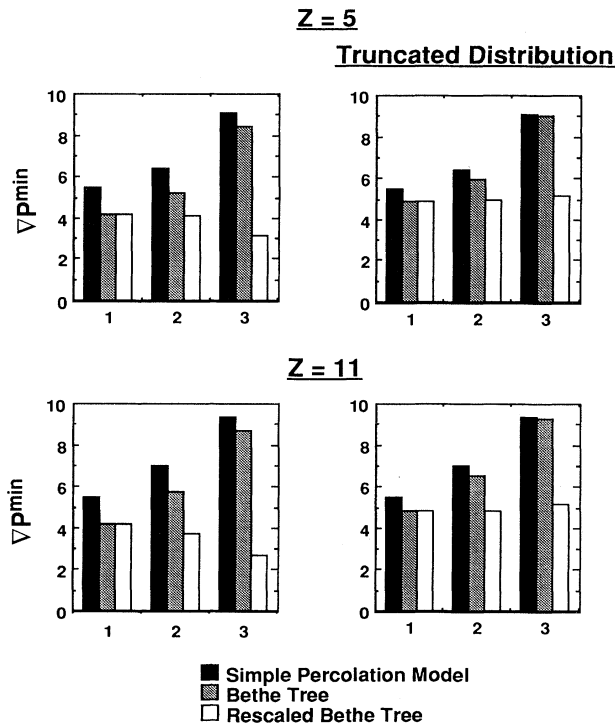 Z = 5
Truncated Distribution
10
8
6
4
2
0
∇Pmin
1 2 3
10
8
6
4
2
0
1 2 3
Z = 11
10
8
6
4
2
0
∇Pmin
1 2 3
10
8
6
4
2
0
1 2 3
Simple Percolation Model
Bethe Tree
Rescaled Bethe Tree